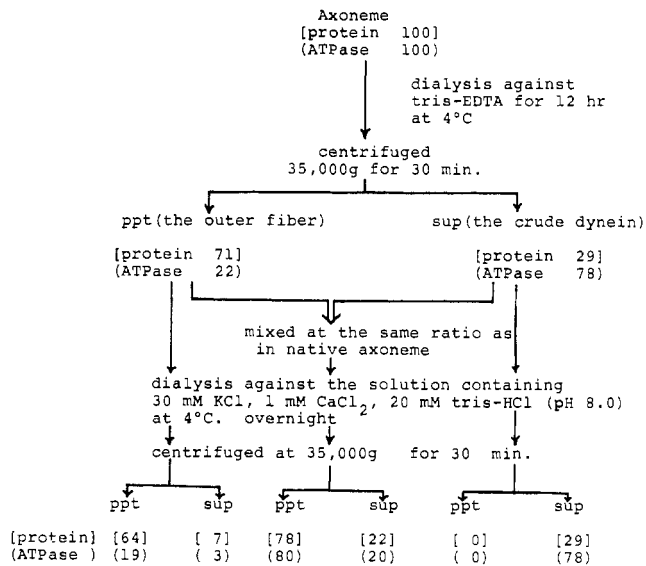 Axoneme
[protein 100]
(ATPase 100)
dialysis against
tris-EDTA for 12 hr
at 4°C
centrifuged
35,000g for 30 min.
ppt(the outer fiber)
sup(the crude dynein)
[protein 71]
(ATPase 22)
[protein 29]
(ATPase 78)
mixed at the same ratio as
in native axoneme
dialysis against the solution containing
30 mM KCl, 1 mM CaCl2, 20 mM tris-HCl (pH 8.0)
at 4°C. overnight
centrifuged at 35,000g for 30 min.
ppt sup ppt sup ppt sup
[protein] [64] [ 7] [78] [22] [ 0] [29]
(ATPase ) (19) ( 3) (80) (20) ( 0) (78)